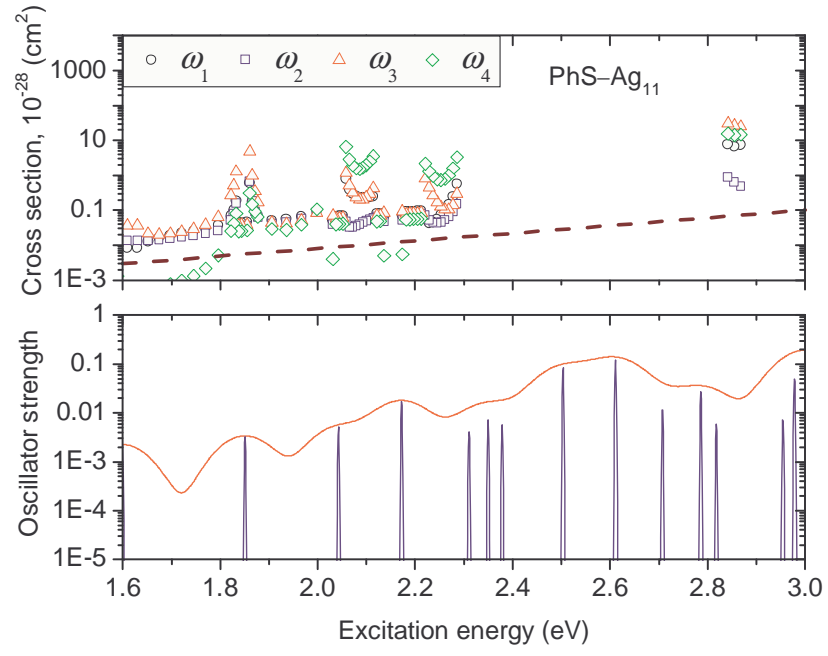 Cross section, 10⁻²⁸ (cm²)
1000
10
0.1
1E-3
ω₁ ω₂ ω₃ ω₄
PhS–Ag₁₁
Oscillator strength
1
0.1
0.01
1E-3
1E-4
1E-5
1.6 1.8 2.0 2.2 2.4 2.6 2.8 3.0
Excitation energy (eV)